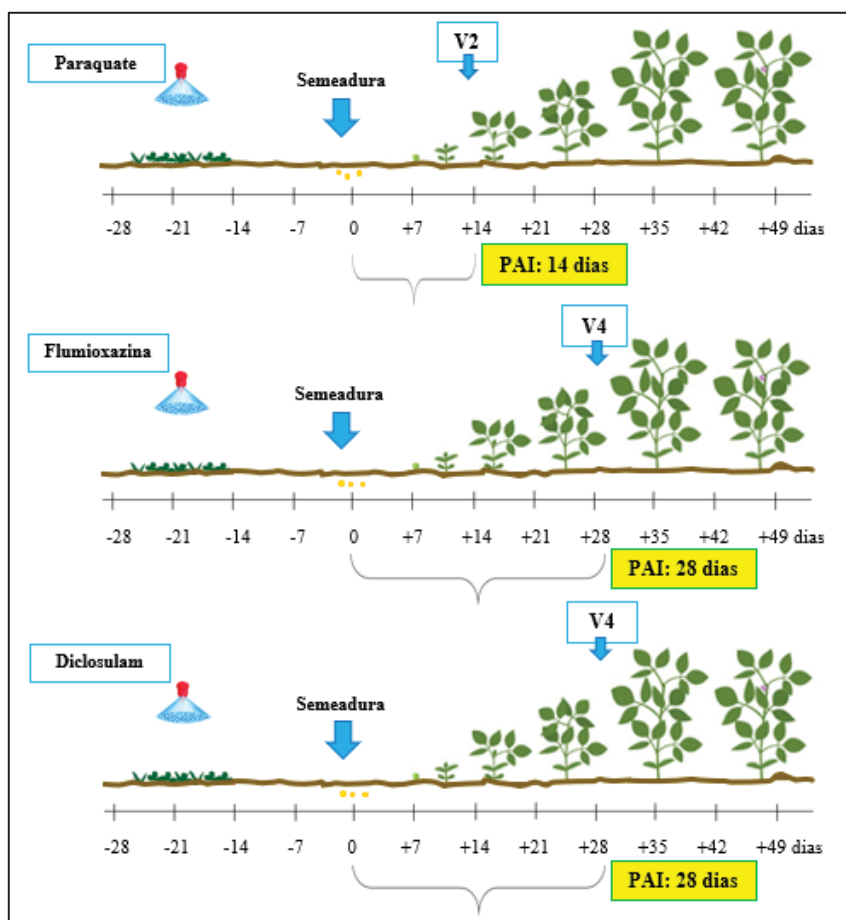 Paraquate
V2
Semeadura
-28 -21 -14 -7 0 +7 +14 +21 +28 +35 +42 +49 dias
PAI: 14 dias
Flumioxazina
V4
Semeadura
-28 -21 -14 -7 0 +7 +14 +21 +28 +35 +42 +49 dias
PAI: 28 dias
Diclosulam
V4
Semeadura
-28 -21 -14 -7 0 +7 +14 +21 +28 +35 +42 +49 dias
PAI: 28 dias